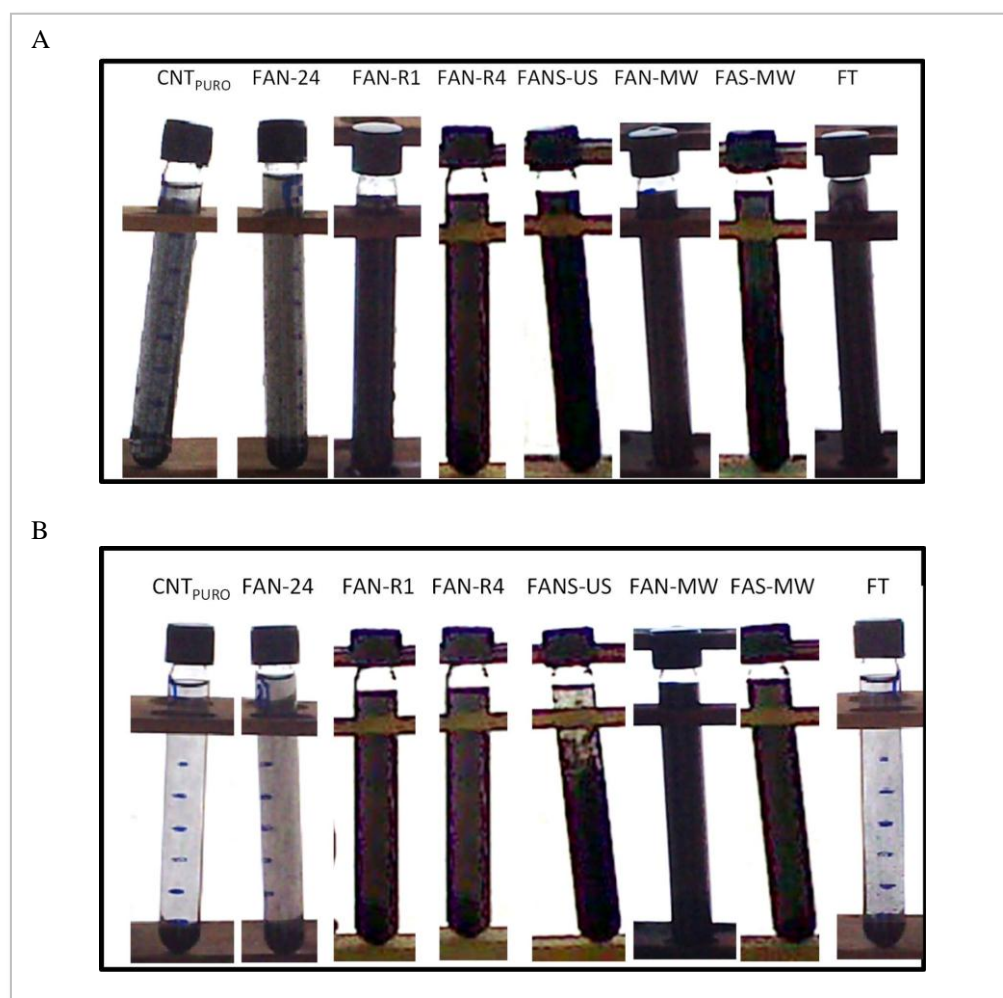 A
CNTPURO FAN-24 FAN-R1 FAN-R4 FANS-US FAN-MW FAS-MW FT
B
CNTPURO FAN-24 FAN-R1 FAN-R4 FANS-US FAN-MW FAS-MW FT